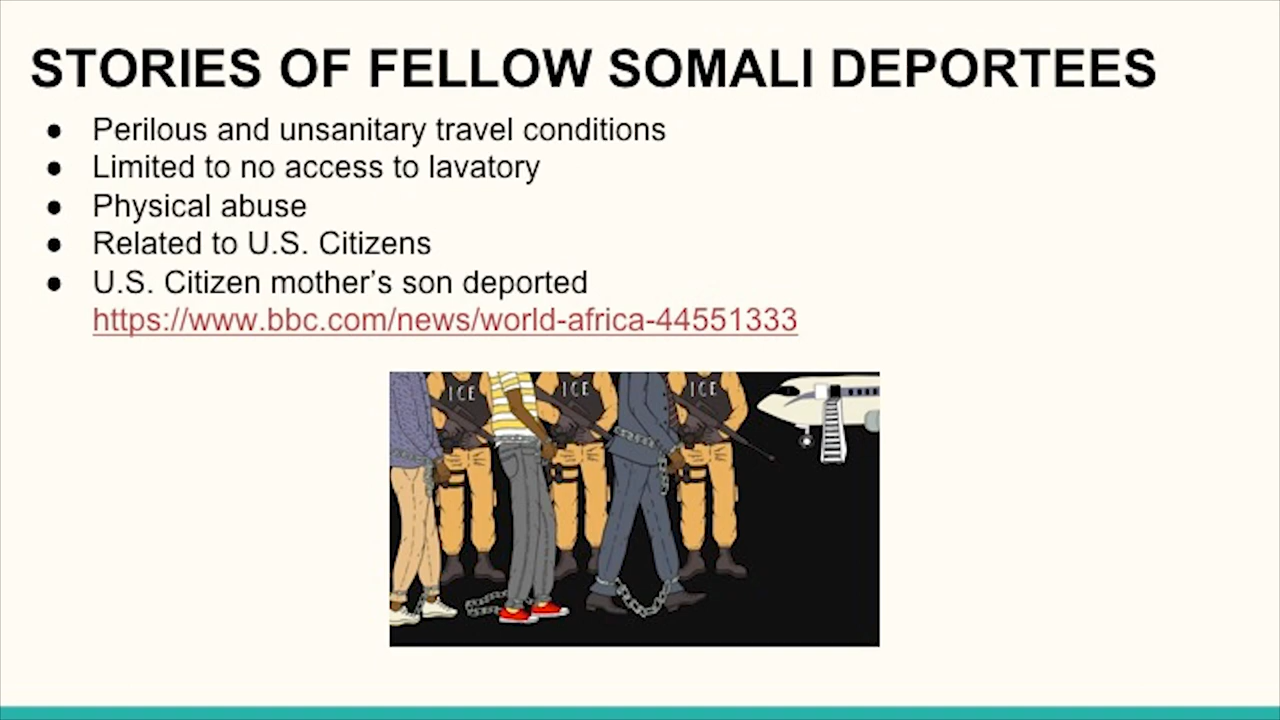 STORIES OF FELLOW SOMALI DEPORTEES
● Perilous and unsanitary travel conditions
● Limited to no access to lavatory
● Physical abuse
● Related to U.S. Citizens
● U.S. Citizen mother’s son deported
https://www.bbc.com/news/world-africa-44551333
ICE ICE ICE